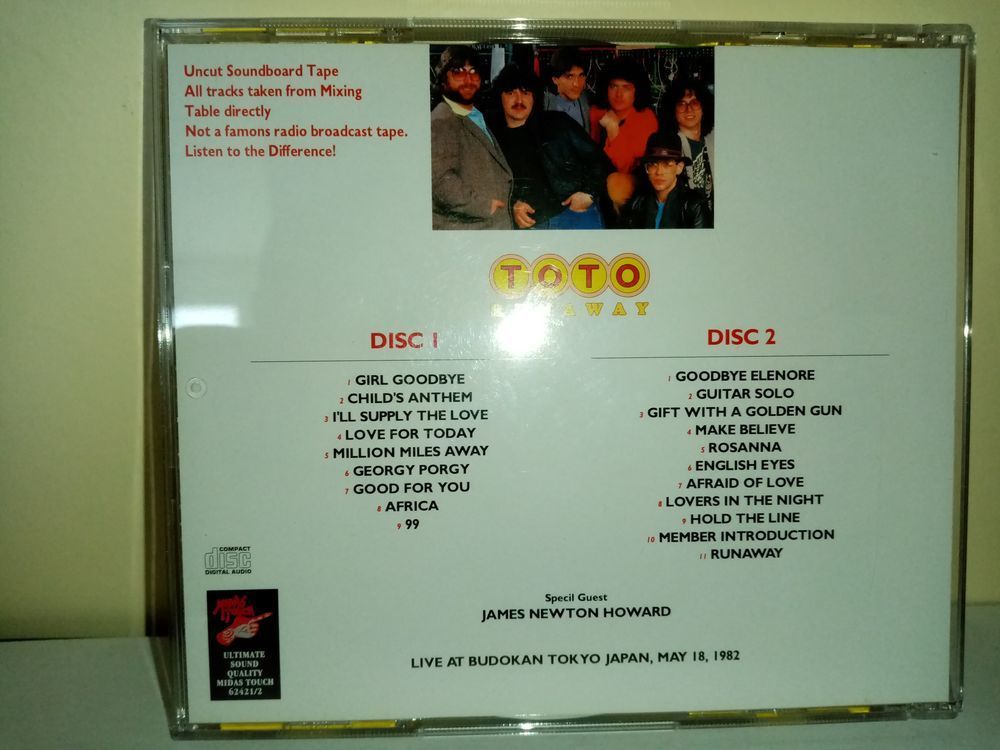 Uncut Soundboard Tape
All tracks taken from Mixing
Table directly
Not a famons radio broadcast tape.
Listen to the Difference!
TOTO
AWAY
DISC 1
1 GIRL GOODBYE
2 CHILD'S ANTHEM
3 I'LL SUPPLY THE LOVE
4 LOVE FOR TODAY
5 MILLION MILES AWAY
6 GEORGY PORGY
7 GOOD FOR YOU
8 AFRICA
9 99
DISC 2
1 GOODBYE ELENORE
2 GUITAR SOLO
3 GIFT WITH A GOLDEN GUN
4 MAKE BELIEVE
5 ROSANNA
6 ENGLISH EYES
7 AFRAID OF LOVE
8 LOVERS IN THE NIGHT
9 HOLD THE LINE
10 MEMBER INTRODUCTION
11 RUNAWAY
Specil Guest
JAMES NEWTON HOWARD
LIVE AT BUDOKAN TOKYO JAPAN, MAY 18, 1982
COMPACT
disc
DIGITAL AUDIO
MIDAS
TOUCH
ULTIMATE
SOUND
QUALITY
MIDAS TOUCH
62421/2